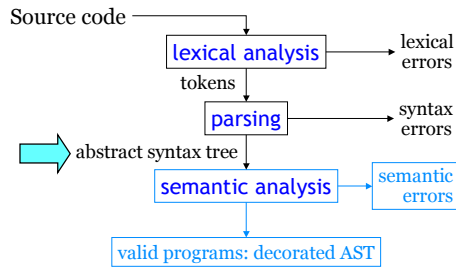 Source code
lexical analysis
lexical
errors
tokens
parsing
syntax
errors
abstract syntax tree
semantic analysis
semantic
errors
valid programs: decorated AST